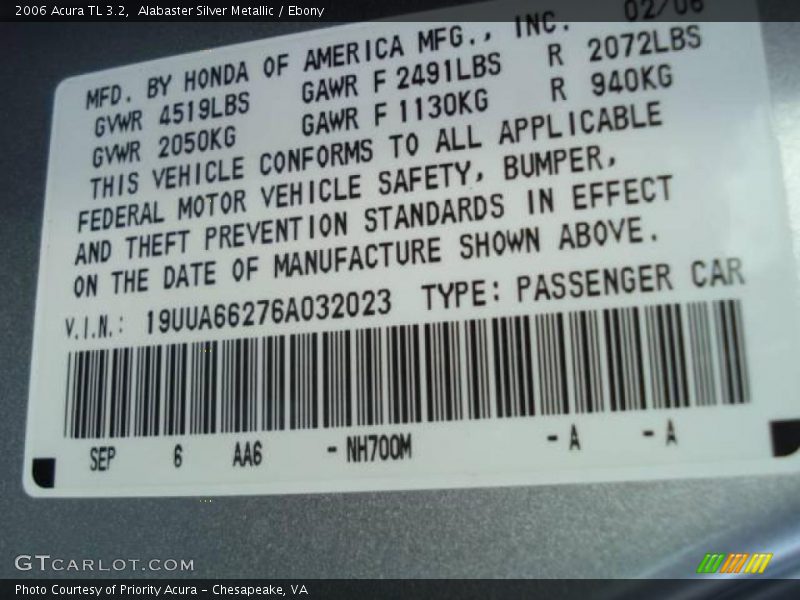 2006 Acura TL 3.2, Alabaster Silver Metallic / Ebony
02/06
MFD. BY HONDA OF AMERICA MFG., INC.
GVWR 4519LBS GAWR F 2491LBS R 2072LBS
GVWR 2050KG GAWR F 1130KG R 940KG
THIS VEHICLE CONFORMS TO ALL APPLICABLE
FEDERAL MOTOR VEHICLE SAFETY, BUMPER,
AND THEFT PREVENTION STANDARDS IN EFFECT
ON THE DATE OF MANUFACTURE SHOWN ABOVE.
V.I.N.: 19UUA66276A032023 TYPE: PASSENGER CAR
SEP 6 AA6 -NH700M -A -A
GTCARLOT.COM
Photo Courtesy of Priority Acura - Chesapeake, VA